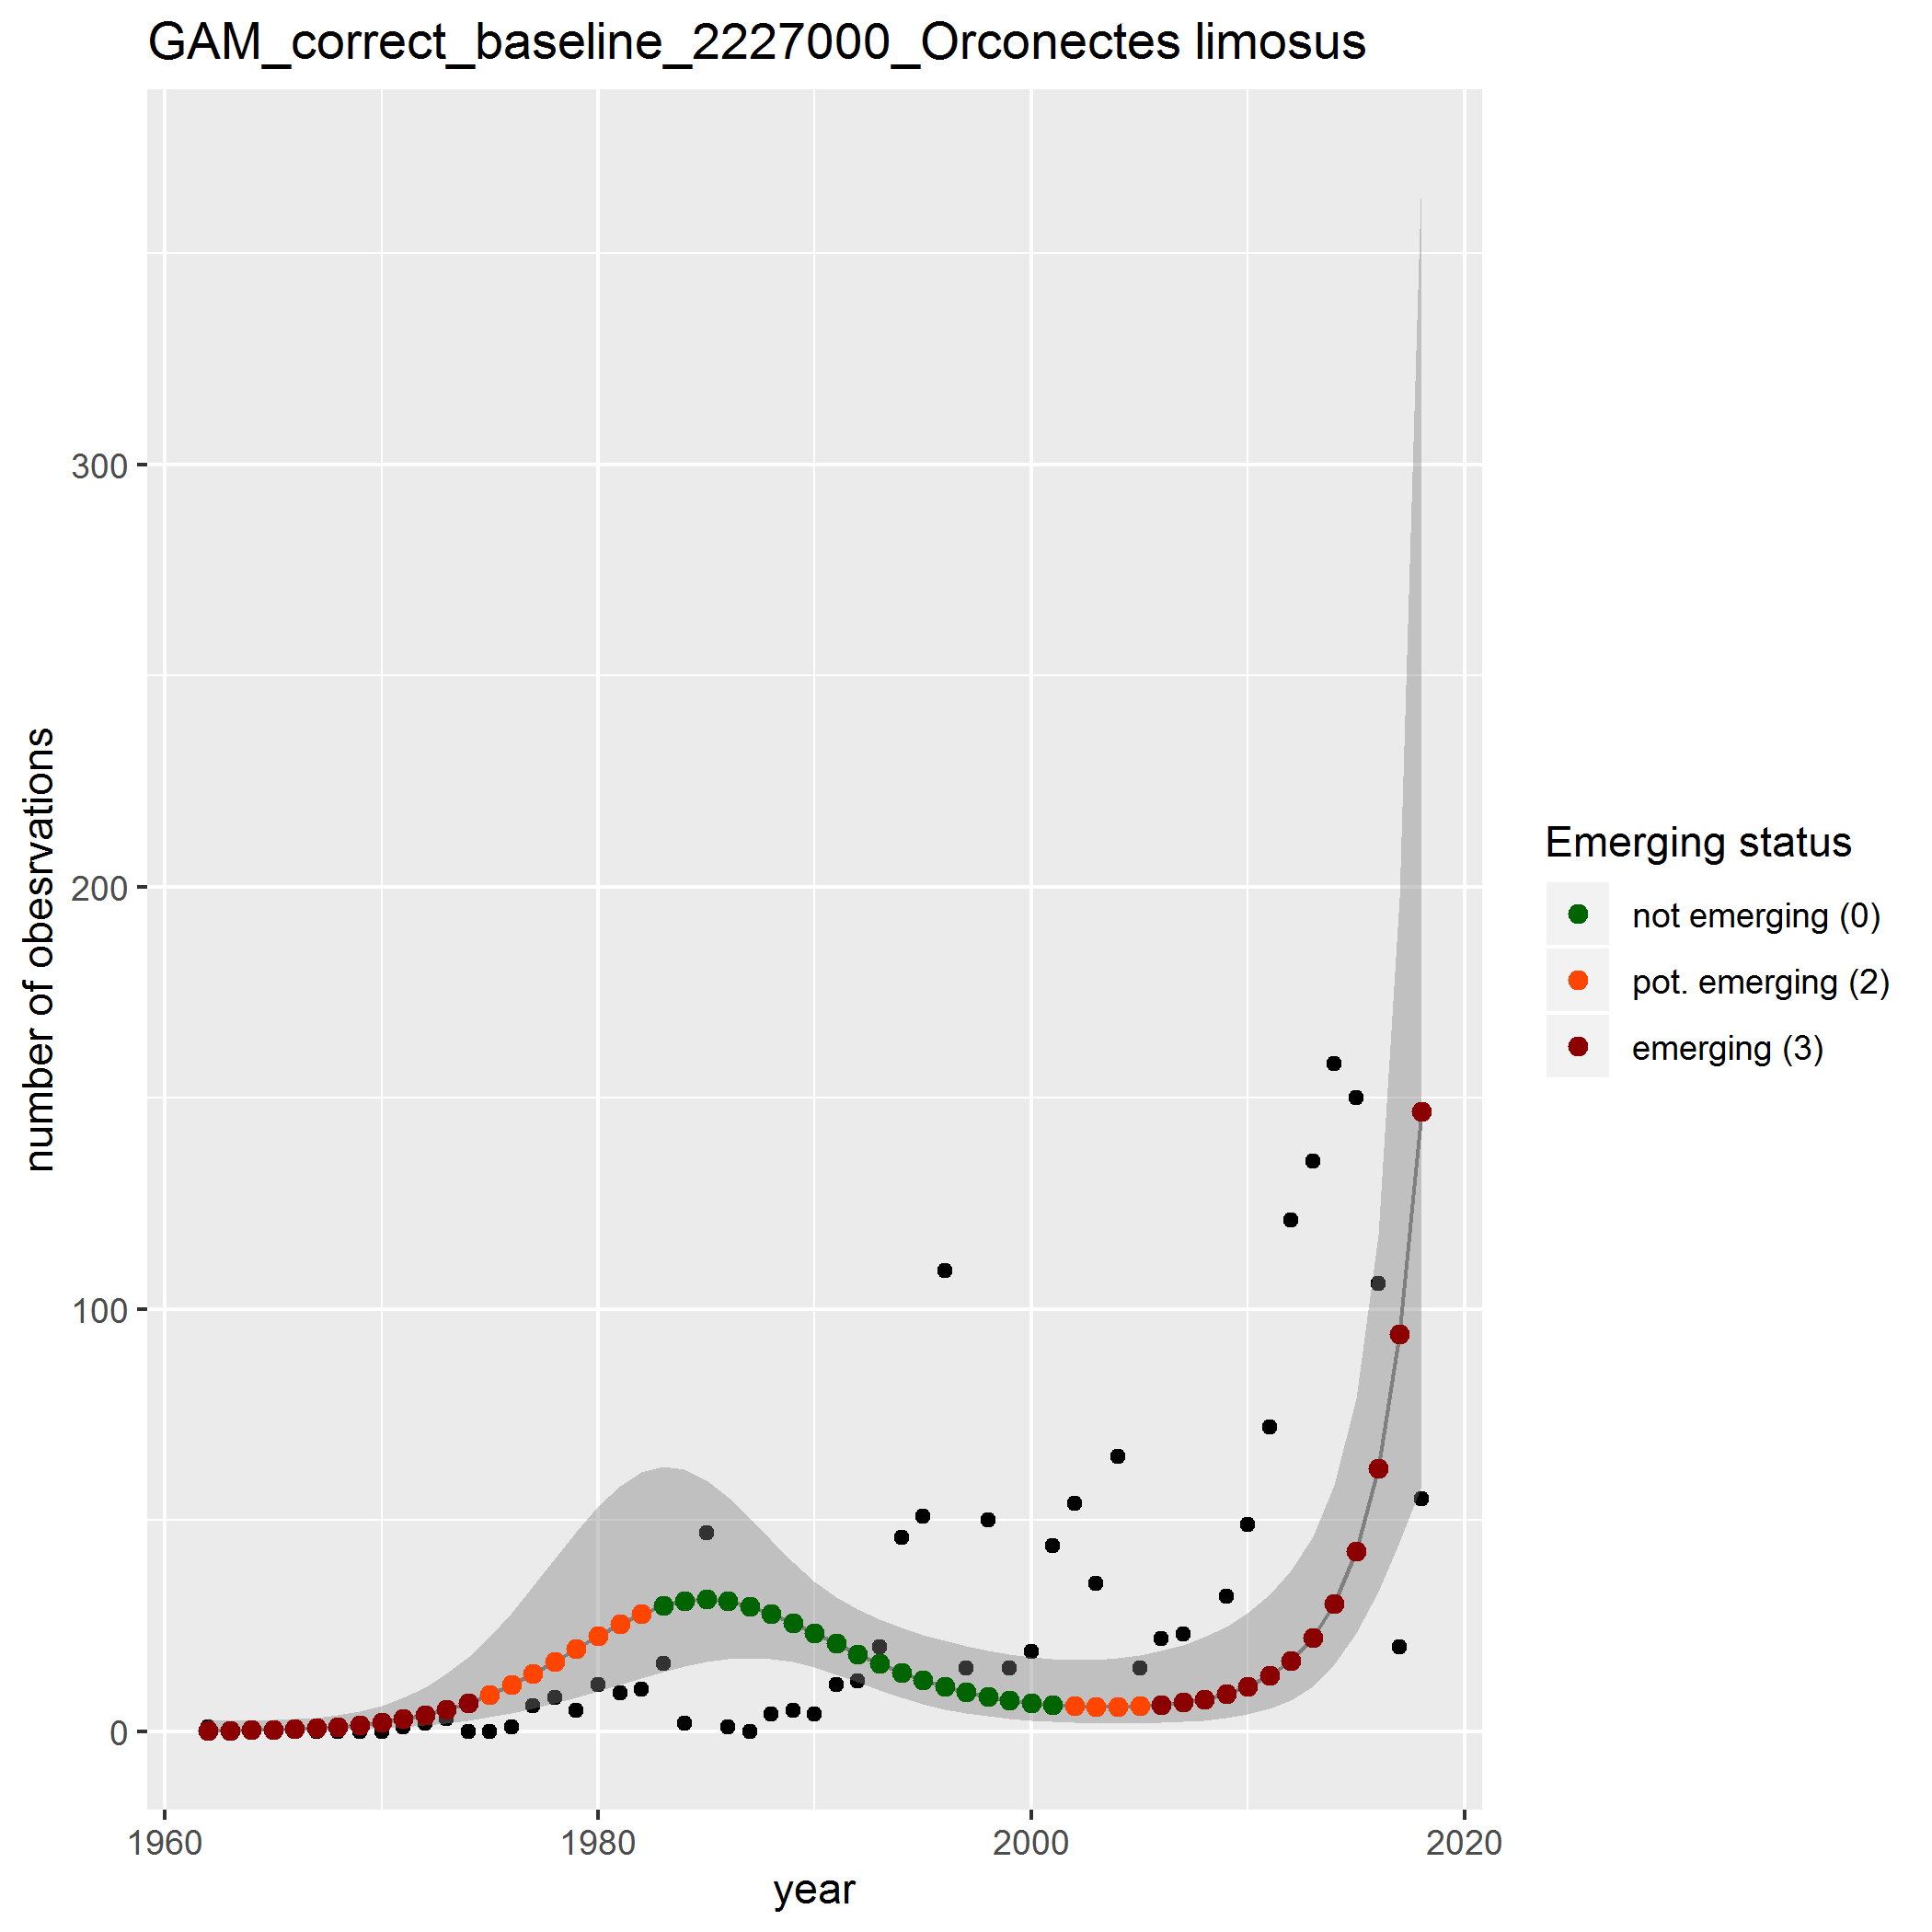 GAM_correct_baseline_2227000_Orconectes limosus
number of obesrvations
300
200
100
0
1960
1980
2000
2020
year
Emerging status
not emerging (0)
pot. emerging (2)
emerging (3)